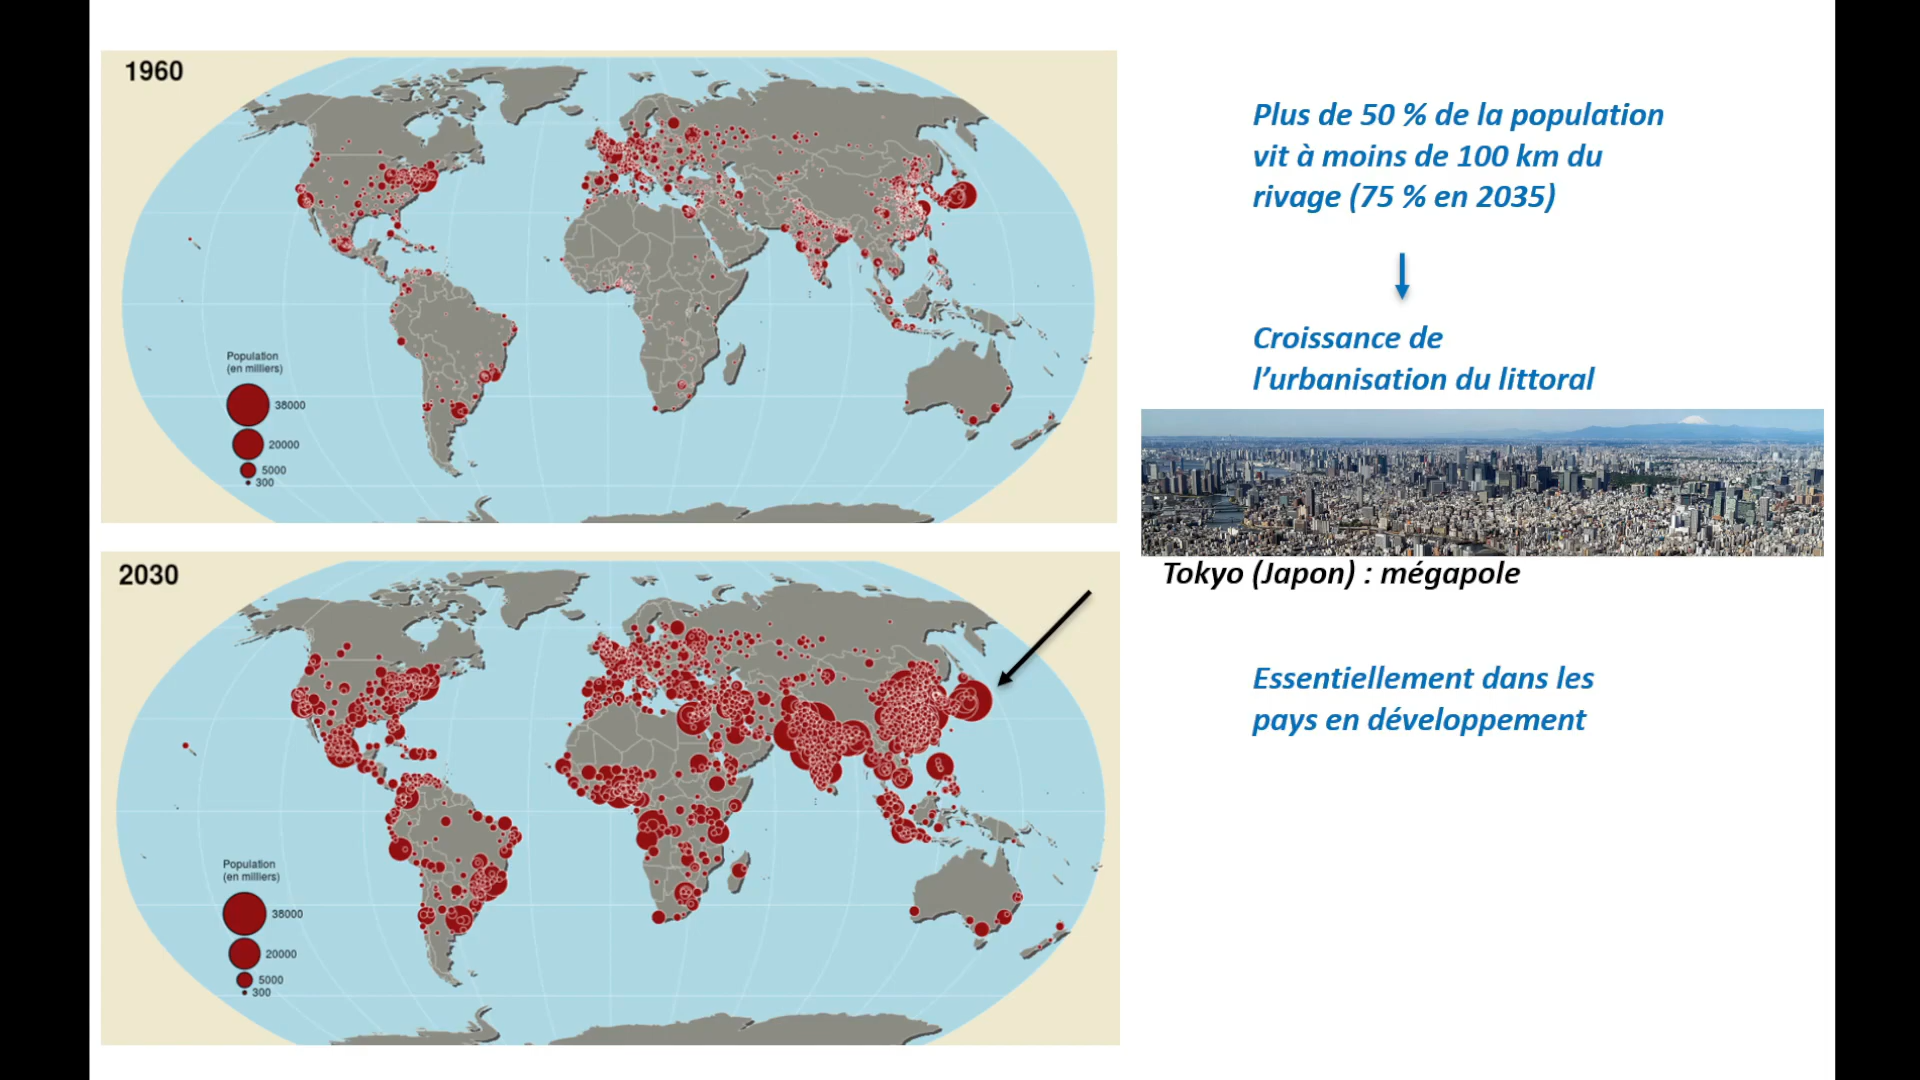 1960
Population
(en milliers)
38000
20000
5000
300
2030
Population
(en milliers)
38000
20000
5000
300
Plus de 50 % de la population
vit à moins de 100 km du
rivage (75 % en 2035)
Croissance de
l’urbanisation du littoral
Tokyo (Japon) : mégapole
Essentiellement dans les
pays en développement